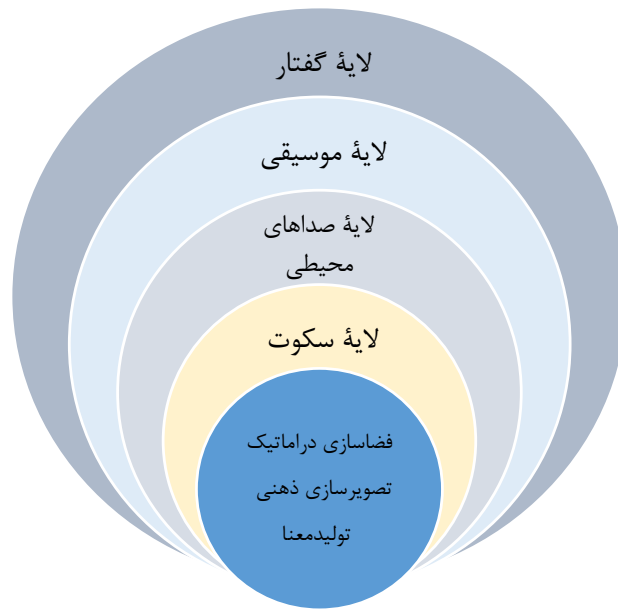 لایۀ گفتار
لایۀ موسیقی
لایۀ صداهای
محیطی
لایۀ سکوت
فضاسازی دراماتیک
تصویرسازی ذهنی
تولیدمعنا